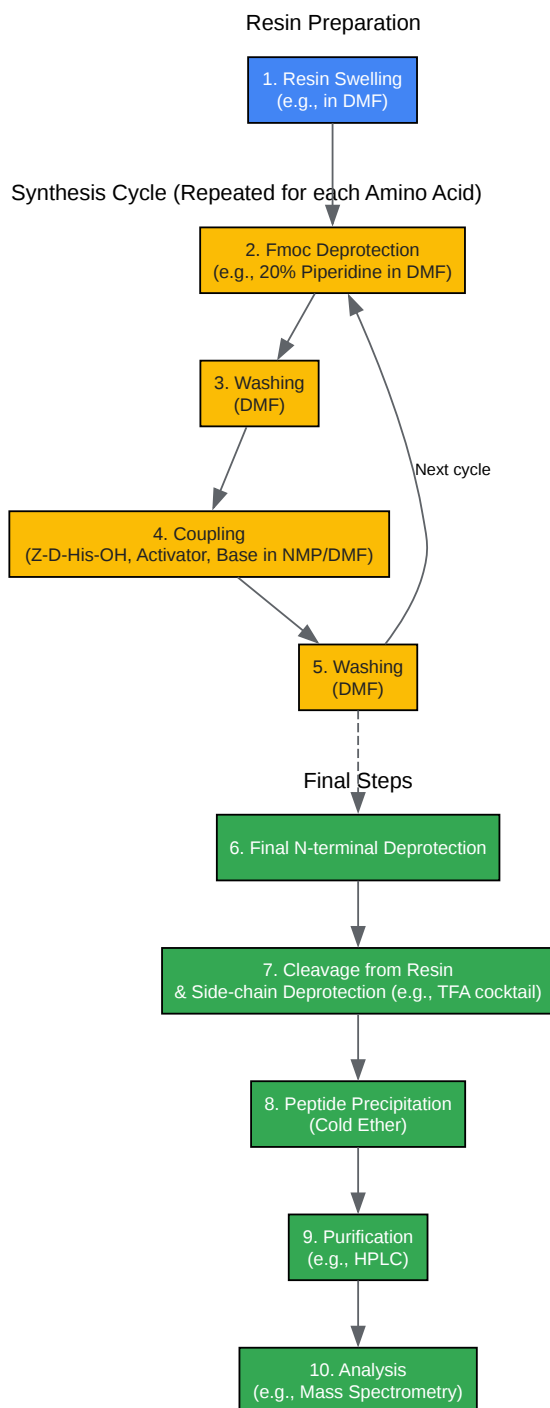 Resin Preparation
1. Resin Swelling
(e.g., in DMF)
Synthesis Cycle (Repeated for each Amino Acid)
2. Fmoc Deprotection
(e.g., 20% Piperidine in DMF)
3. Washing
(DMF)
Next cycle
4. Coupling
(Z-D-His-OH, Activator, Base in NMP/DMF)
5. Washing
(DMF)
Final Steps
6. Final N-terminal Deprotection
7. Cleavage from Resin
& Side-chain Deprotection (e.g., TFA cocktail)
8. Peptide Precipitation
(Cold Ether)
9. Purification
(e.g., HPLC)
10. Analysis
(e.g., Mass Spectrometry)